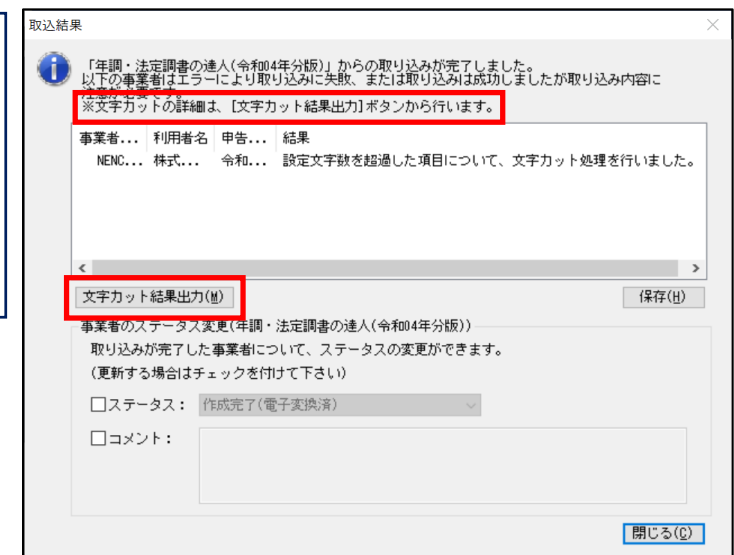 取込結果
「年調・法定調書の達人(令和04年分版)」からの取り込みが完了しました。
以下の事業者はエラーにより取り込みに失敗、または取り込みは成功しましたが取り込み内容に
注意が必要です。
※文字カットの詳細は、[文字カット結果出力]ボタンから行います。
事業者... 利用者名 申告... 結果
NENC... 株式... 令和... 設定文字数を超過した項目について、文字カット処理を行いました。
文字カット結果出力(M) 保存(H)
事業者のステータス変更(年調・法定調書の達人(令和04年分版))
取り込みが完了した事業者について、ステータスの変更ができます。
(更新する場合はチェックを付けて下さい)
ステータス： 作成完了(電子変換済)
コメント：
閉じる(C)